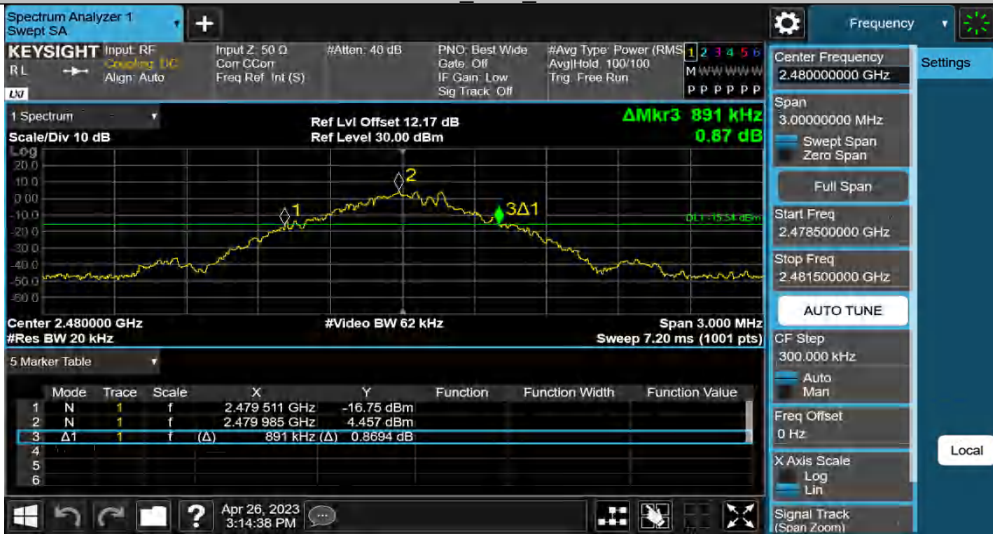 Spectrum Analyzer 1
Swept SA
+
Frequency
KEYSIGHT
RL
LXI
Input: RF
Coupling: DC
Align: Auto
Input Z: 50 Ω
Corr CCorr
Freq Ref: Int (S)
#Atten: 40 dB
PNO: Best Wide
Gate: Off
IF Gain: Low
Sig Track: Off
#Avg Type: Power (RMS
Avg|Hold: 100/100
Trig: Free Run
1 2 3 4 5 6
M W W W W W
P P P P P P
1 Spectrum
Scale/Div 10 dB
Ref Lvl Offset 12.17 dB
Ref Level 30.00 dBm
ΔMkr3 891 kHz
0.87 dB
Log
20.0
10.0
0.00
-10.0
-20.0
-30.0
-40.0
-50.0
-60.0
1
2
3Δ1
DL1 -15.54 dBm
Center 2.480000 GHz
#Video BW 62 kHz
Span 3.000 MHz
#Res BW 20 kHz
Sweep 7.20 ms (1001 pts)
5 Marker Table
Mode Trace Scale X Y Function Function Width Function Value
1 N 1 f 2.479 511 GHz -16.75 dBm
2 N 1 f 2.479 985 GHz 4.457 dBm
3 Δ1 1 f (Δ) 891 kHz (Δ) 0.8694 dB
4
5
6
Apr 26, 2023
3:14:38 PM
Center Frequency
2.480000000 GHz
Span
3.00000000 MHz
Swept Span
Zero Span
Full Span
Start Freq
2.478500000 GHz
Stop Freq
2.481500000 GHz
AUTO TUNE
CF Step
300.000 kHz
Auto
Man
Freq Offset
0 Hz
X Axis Scale
Log
Lin
Signal Track
(Span Zoom)
Settings
Local